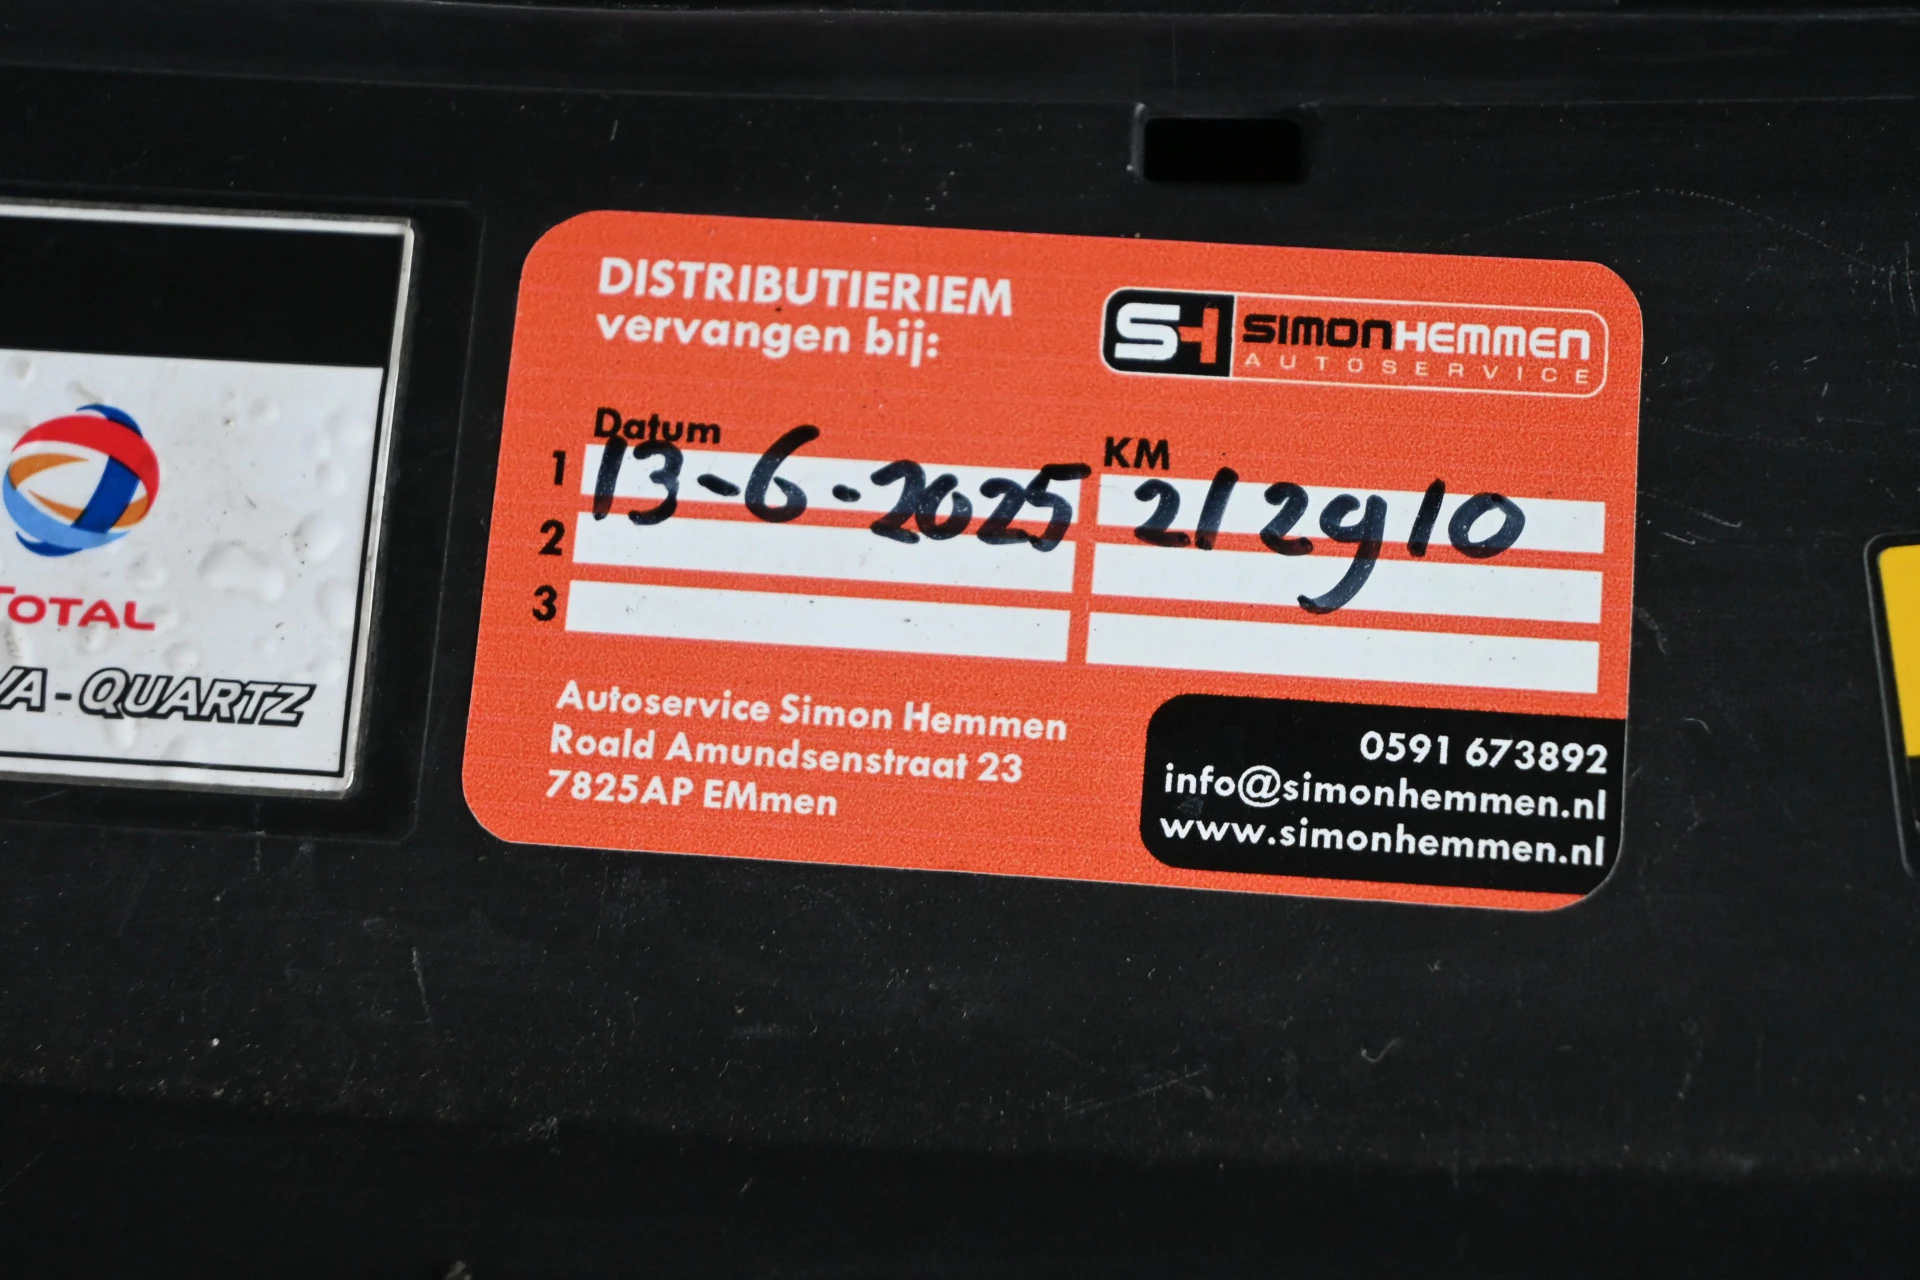 TOTAL
VA-QUARTZ
DISTRIBUTIERIEM
vervangen bij:
SH SIMONHEMMEN
AUTOSERVICE
Datum KM
1 13-6-2025 212910
2
3
Autoservice Simon Hemmen
Roald Amundsenstraat 23
7825AP EMmen
0591 673892
info@simonhemmen.nl
www.simonhemmen.nl